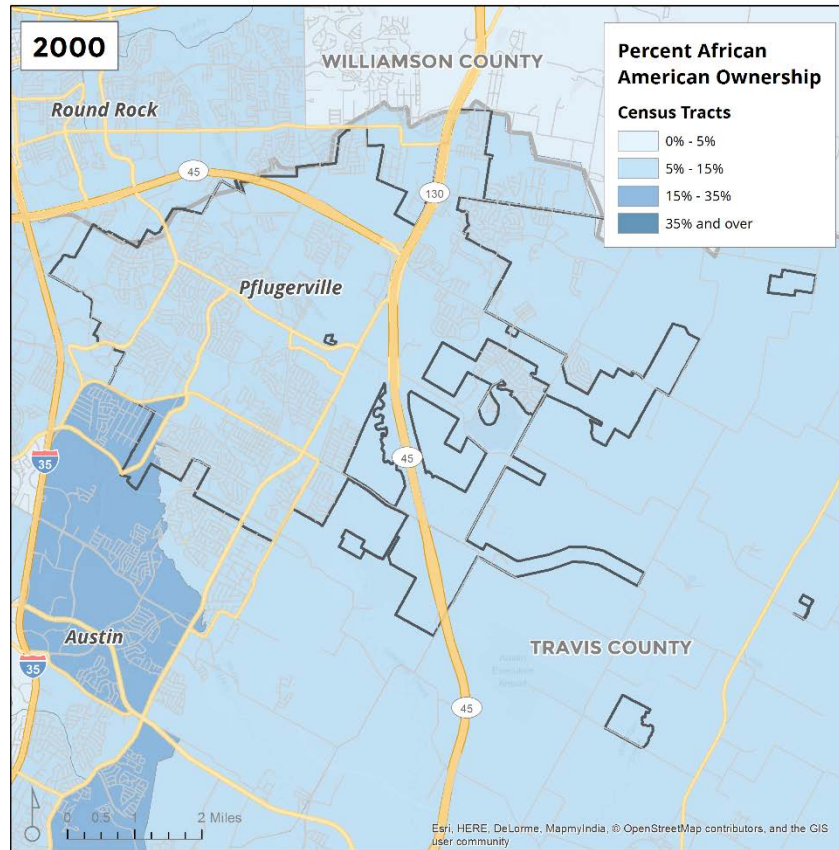 2000
WILLIAMSON COUNTY
Percent African
American Ownership
Census Tracts
0% - 5%
5% - 15%
15% - 35%
35% and over
Round Rock
45
130
Pflugerville
35
45
Austin
35
TRAVIS COUNTY
45
0 0.5 1 2 Miles
Esri, HERE, DeLorme, MapmyIndia, © OpenStreetMap contributors, and the GIS
user community